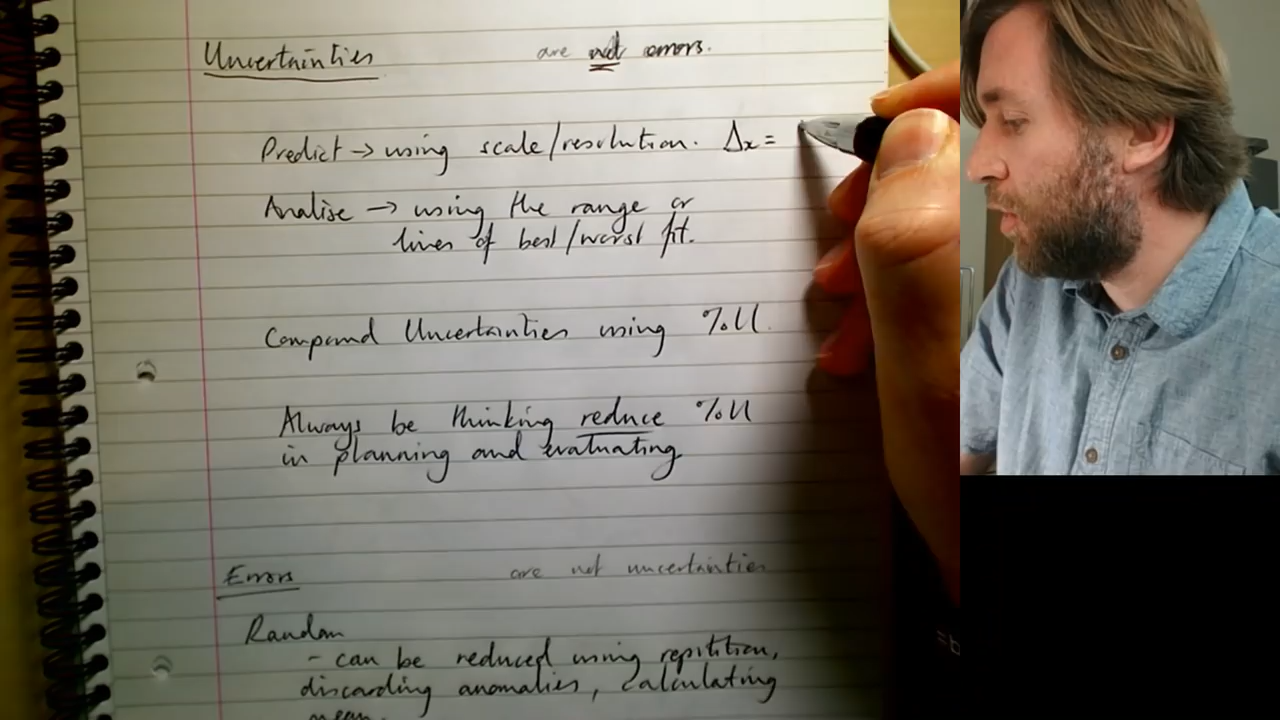 Uncertainties are not errors.
Predict → using scale/resolution. Δx =
Analise → using the range or
lines of best/worst fit.
Compound Uncertainties using %U.
Always be thinking reduce %U
in planning and evaluating
Errors are not uncertainties
Random
- can be reduced using repitition,
discarding anomalies, calculating
mean.